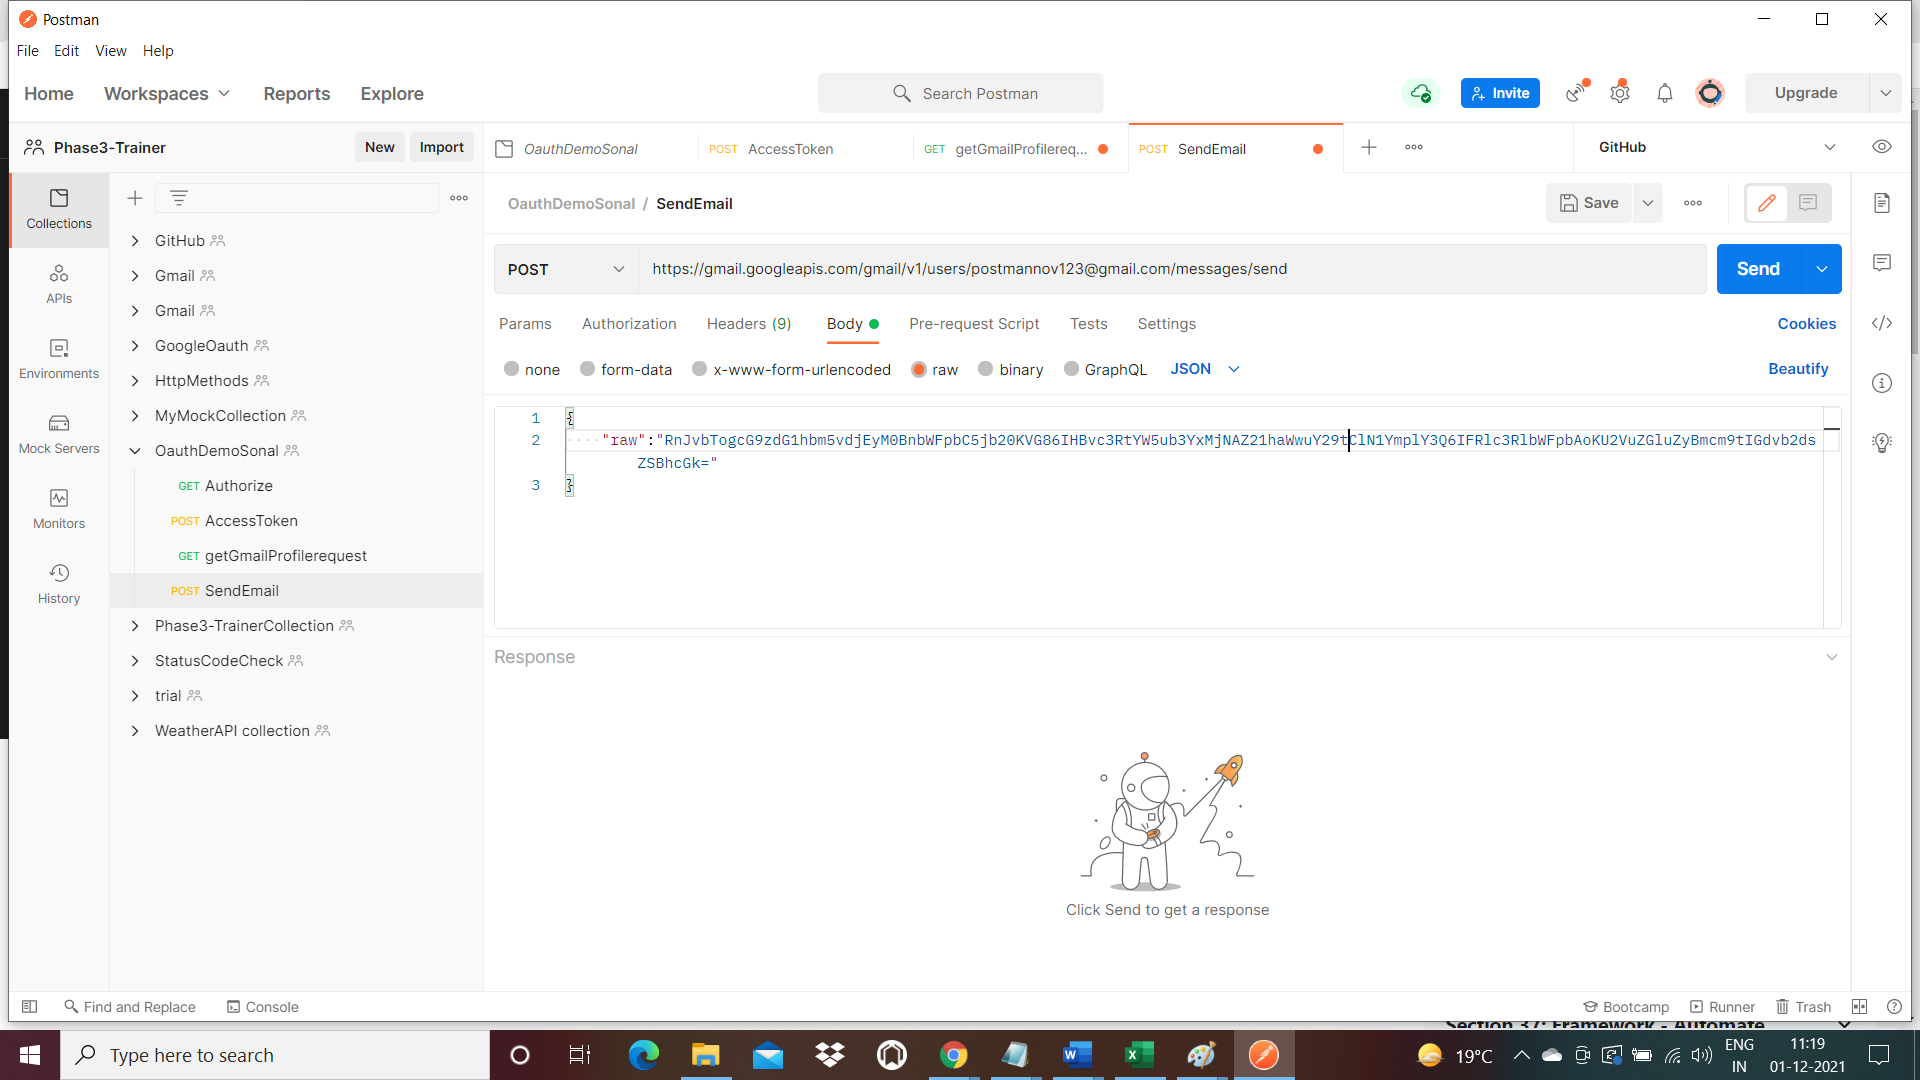 Postman
File Edit View Help
Home Workspaces Reports Explore
Search Postman
Invite
Upgrade
Phase3-Trainer
New Import
OauthDemoSonal
POST AccessToken
GET getGmailProfilereq...
POST SendEmail
GitHub
OauthDemoSonal / SendEmail
Save
Collections
APIs
Environments
Mock Servers
Monitors
History
GitHub
Gmail
Gmail
GoogleOauth
HttpMethods
MyMockCollection
OauthDemoSonal
GET Authorize
POST AccessToken
GET getGmailProfilerequest
POST SendEmail
Phase3-TrainerCollection
StatusCodeCheck
trial
WeatherAPI collection
POST https://gmail.googleapis.com/gmail/v1/users/postmannov123@gmail.com/messages/send Send
Params Authorization Headers (9) Body Pre-request Script Tests Settings Cookies
none form-data x-www-form-urlencoded raw binary GraphQL JSON Beautify
1 {
2 "raw":"RnJvbTogcG9zdG1hbm5vdjEyM0BnbWFpbC5jb20KVG86IHBvc3RtYW5ub3YxMjNAZ21haWwuY29tClN1YmplY3Q6IFRlc3RlbWFpbAoKU2VuZGluZyBmcm9tIGdvb2ds
ZSBhcGk="
3 }
Response
Click Send to get a response
Find and Replace Console
Bootcamp Runner Trash
Section 37: Framework - Automate
Type here to search
19°C
ENG
IN
11:19
01-12-2021